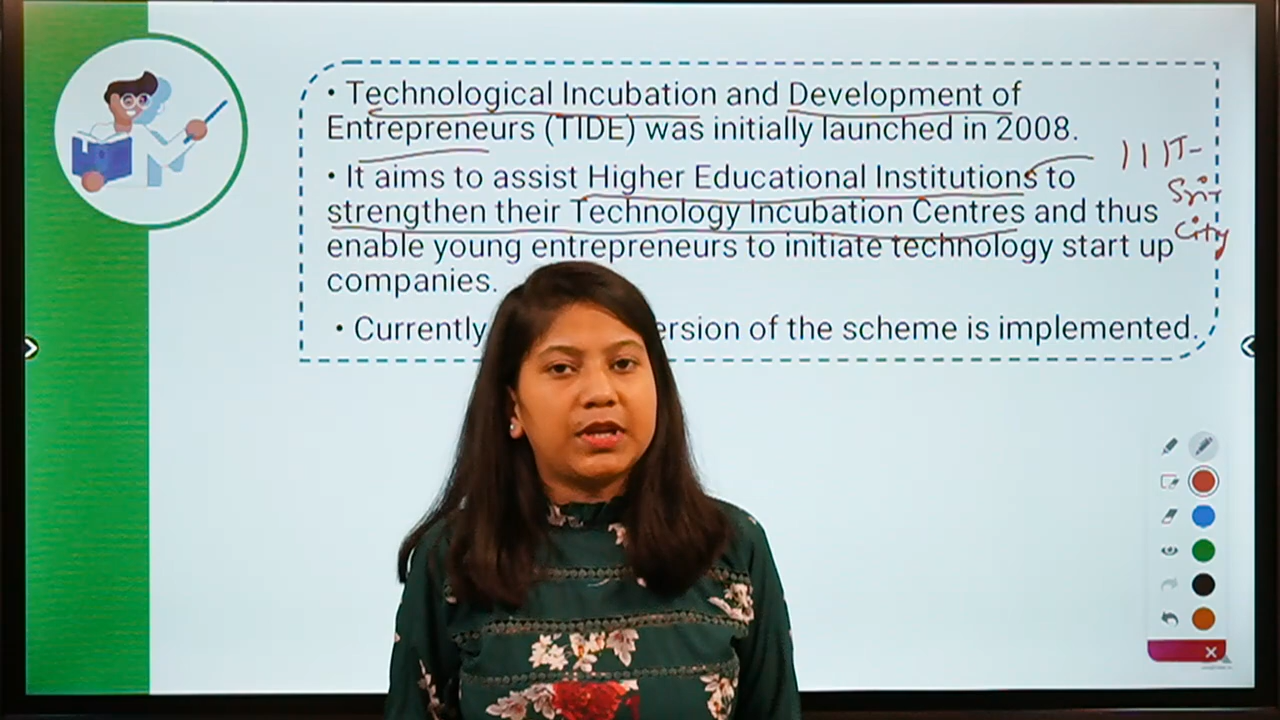 • Technological Incubation and Development of
Entrepreneurs (TIDE) was initially launched in 2008.
• It aims to assist Higher Educational Institutions to
strengthen their Technology Incubation Centres and thus
enable young entrepreneurs to initiate technology start up
companies.
• Currently ersion of the scheme is implemented.
IIIT-
Sri
City